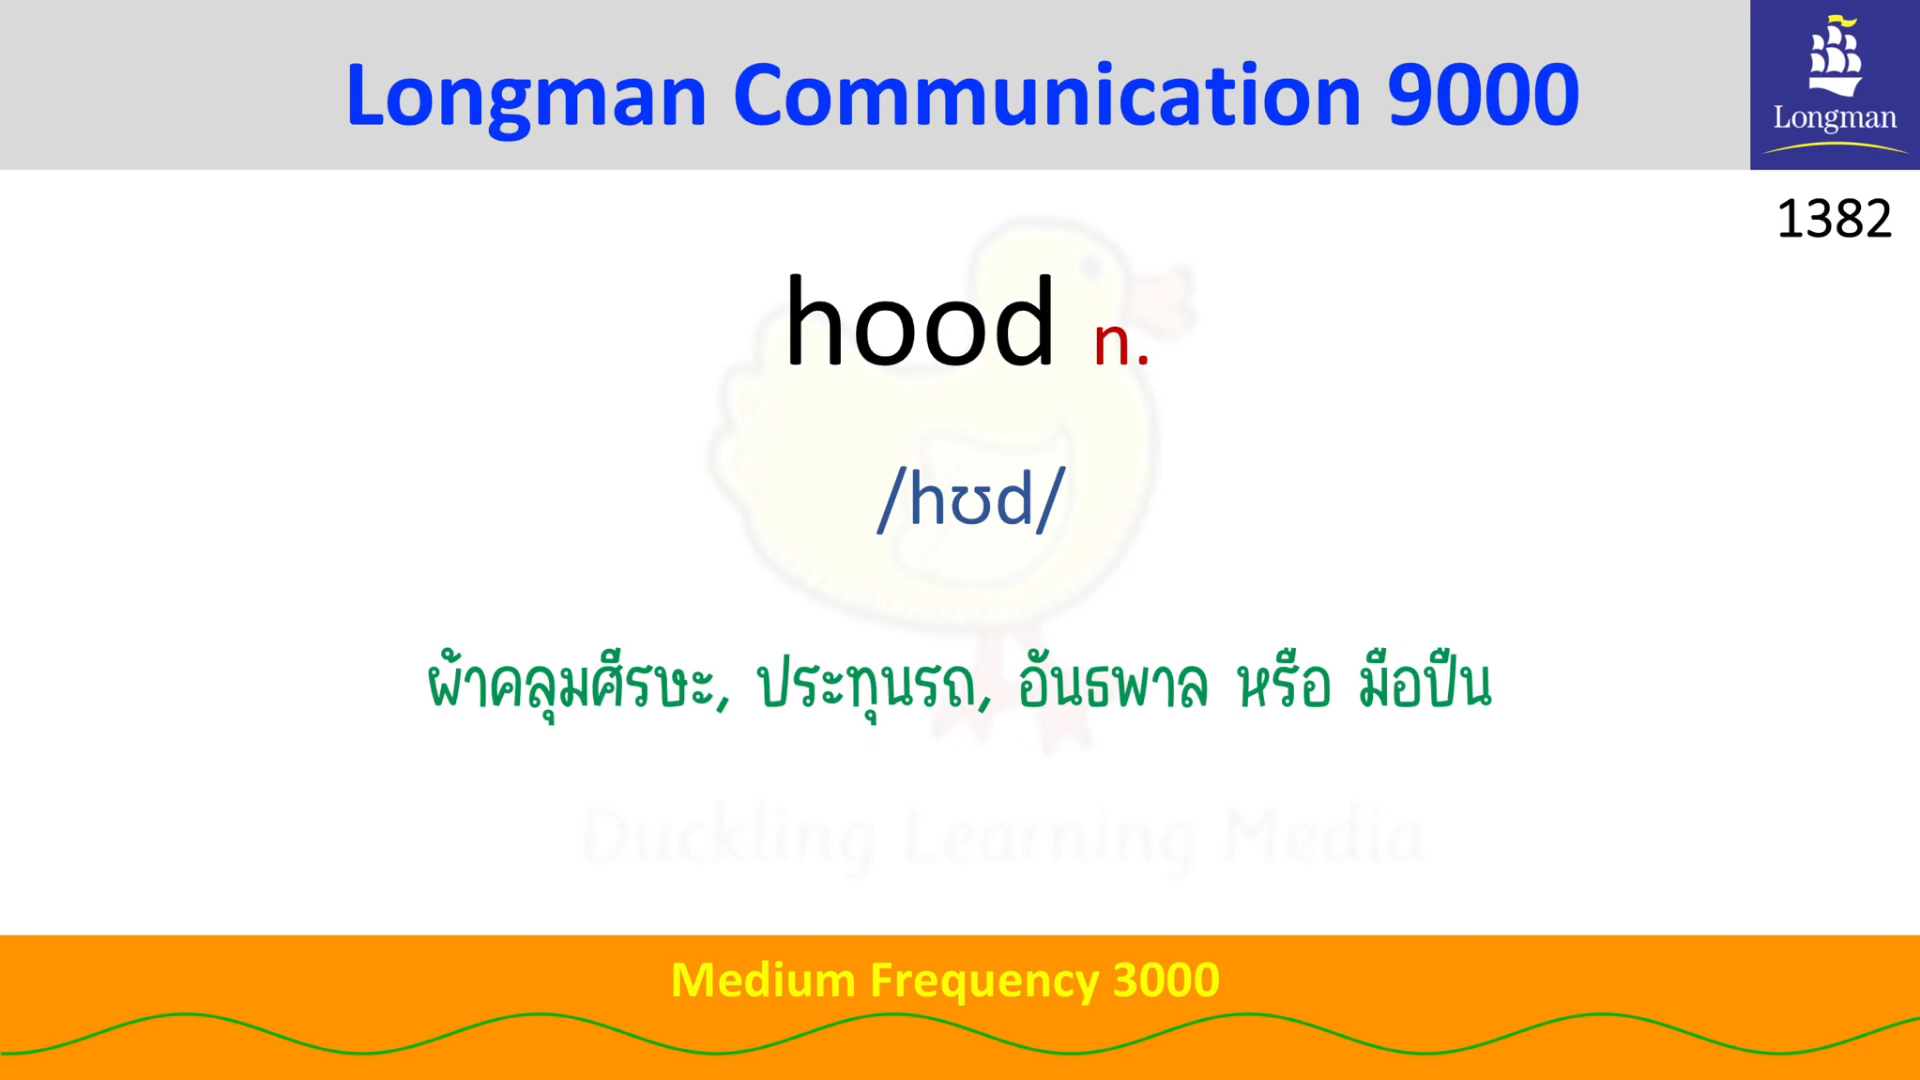 Longman Communication 9000
Longman
1382
hood n.
/hʊd/
ผ้าคลุมศีรษะ, ประทุนรถ, อันธพาล หรือ มือปืน
Duckling Learning Media
Medium Frequency 3000